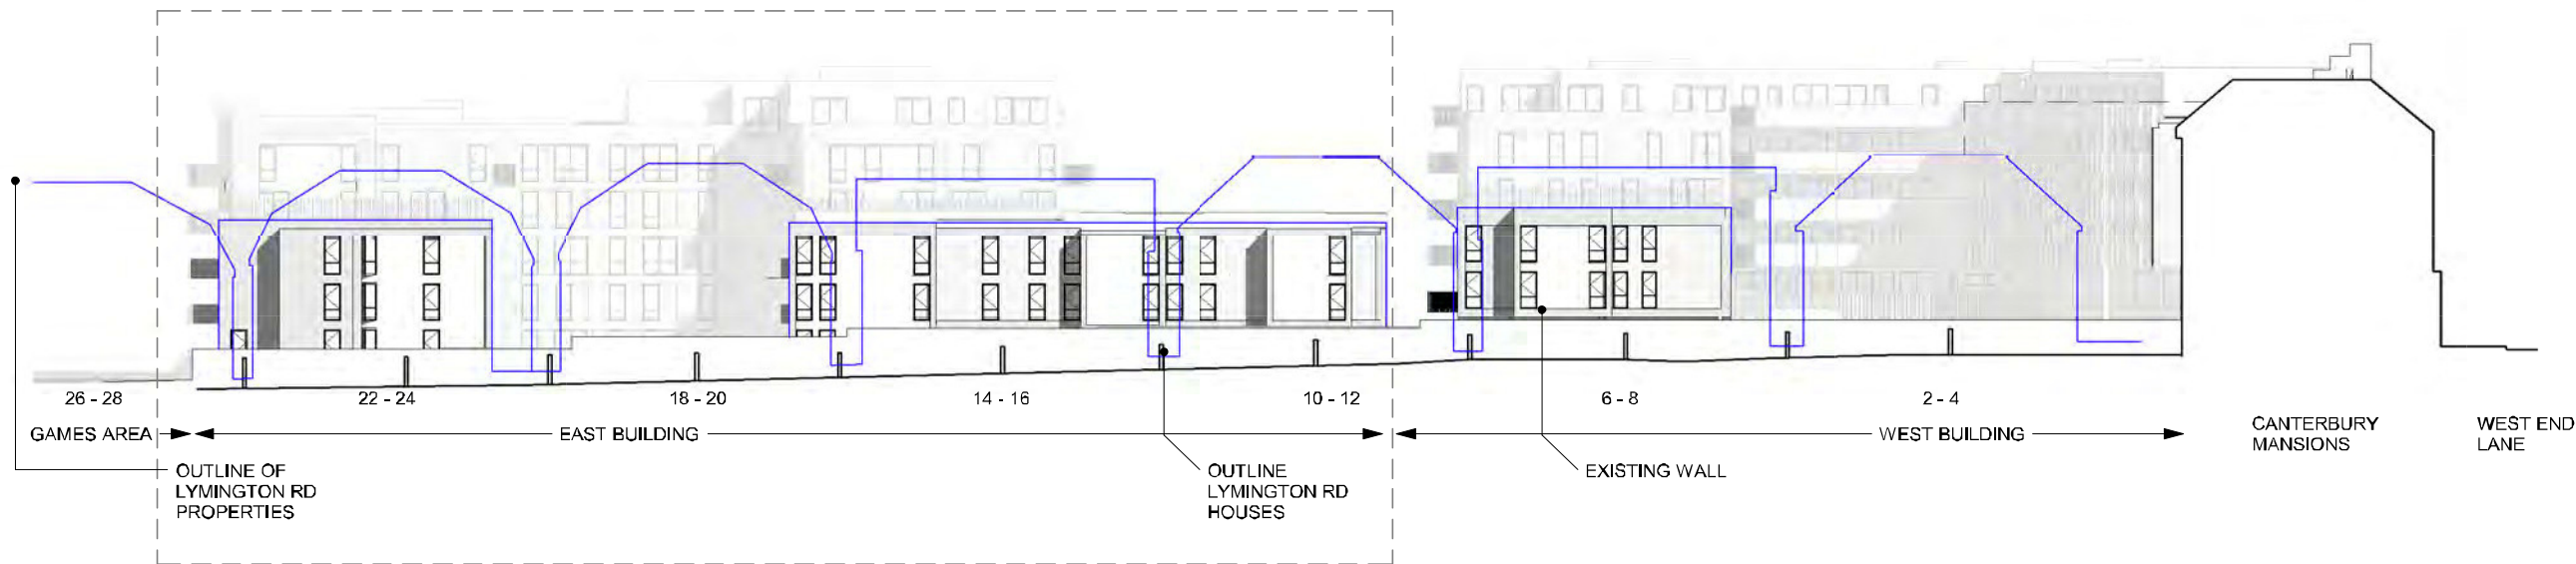 26 - 28
22 - 24
18 - 20
14 - 16
10 - 12
6 - 8
2 - 4
GAMES AREA
EAST BUILDING
WEST BUILDING
CANTERBURY
MANSIONS
WEST END
LANE
OUTLINE OF
LYMINGTON RD
PROPERTIES
OUTLINE
LYMINGTON RD
HOUSES
EXISTING WALL